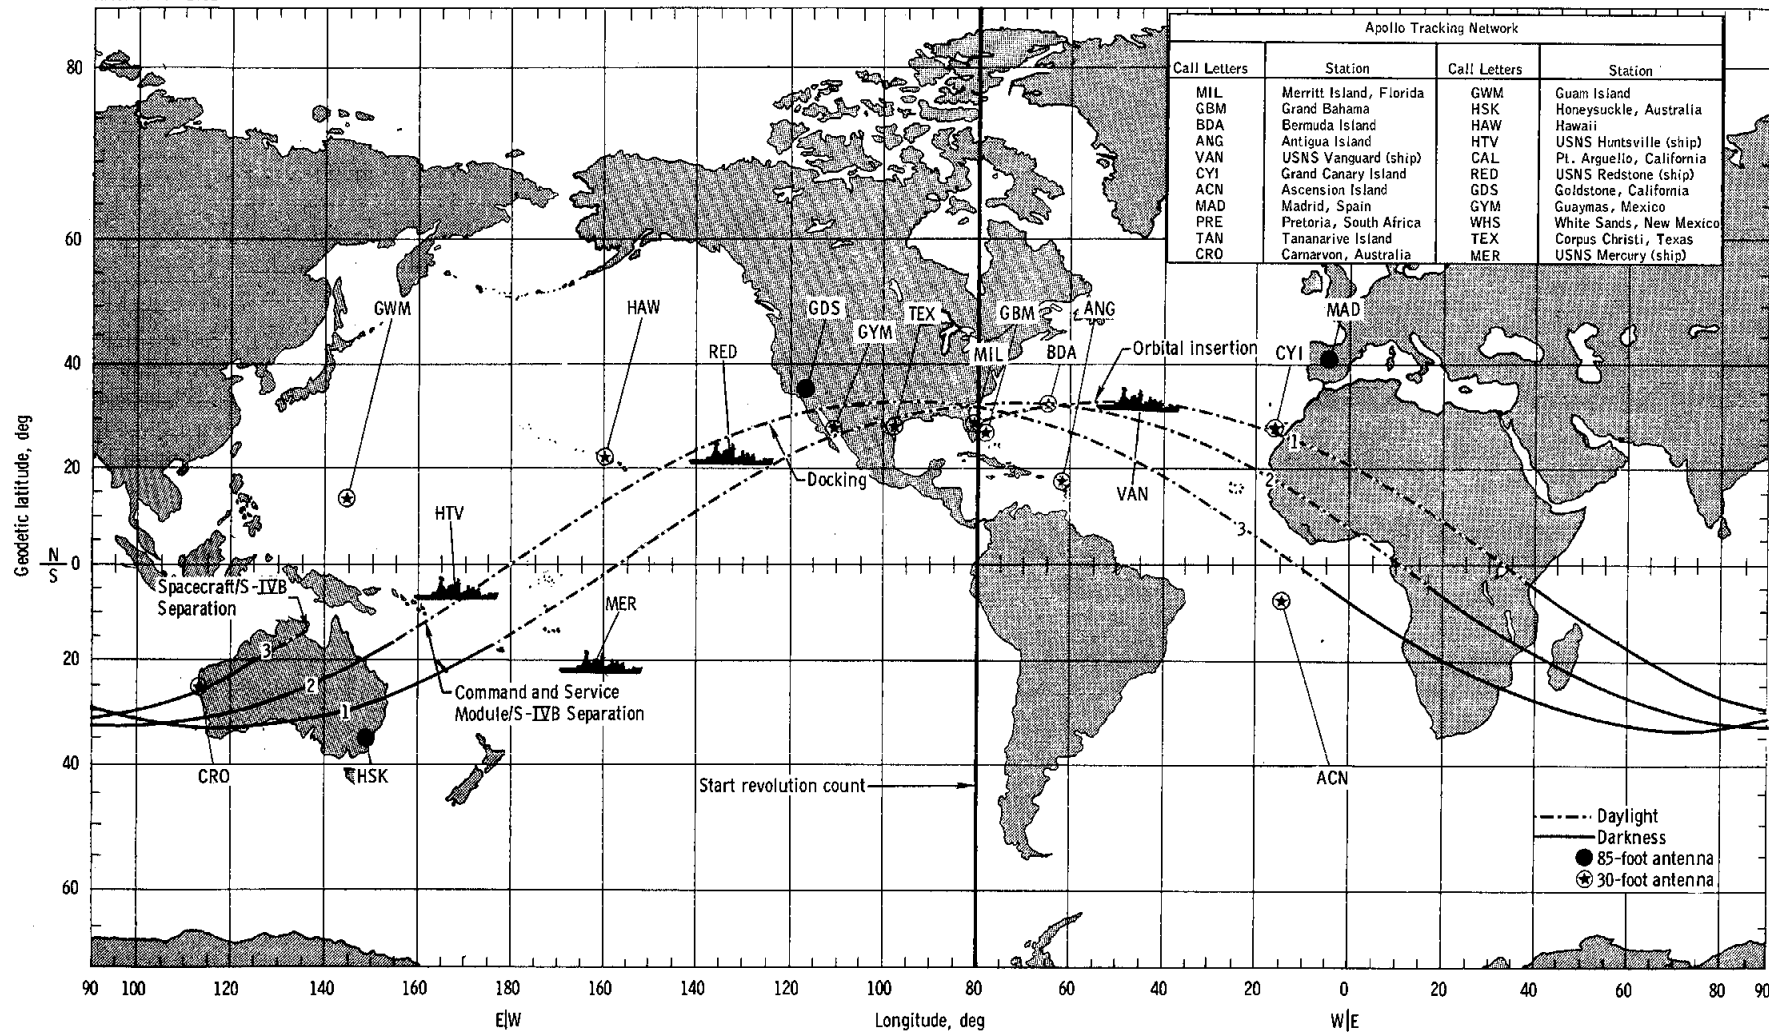 Apollo Tracking Network
Call Letters Station Call Letters Station
MIL Merritt Island, Florida GWM Guam Island
GBM Grand Bahama HSK Honeysuckle, Australia
BDA Bermuda Island HAW Hawaii
ANG Antigua Island HTV USNS Huntsville (ship)
VAN USNS Vanguard (ship) CAL Pt. Arguello, California
CYI Grand Canary Island RED USNS Redstone (ship)
ACN Ascension Island GDS Goldstone, California
MAD Madrid, Spain GYM Guaymas, Mexico
PRE Pretoria, South Africa WHS White Sands, New Mexico
TAN Tananarive Island TEX Corpus Christi, Texas
CRO Carnarvon, Australia MER USNS Mercury (ship)
80
60
40
20
N
0
S
20
40
60
Geodetic latitude, deg
GWM
HAW
GDS
TEX
GBM
ANG
MAD
GYM
RED
MIL
BDA
Orbital insertion
CYI
1
2
3
Docking
VAN
HTV
Spacecraft/S-IVB
Separation
MER
3
2
1
Command and Service
Module/S-IVB Separation
CRO
HSK
ACN
Start revolution count
Daylight
Darkness
85-foot antenna
30-foot antenna
90 100 120 140 160 160 140 120 100 80 60 40 20 0 20 40 60 80 90
E|W
Longitude, deg
W|E